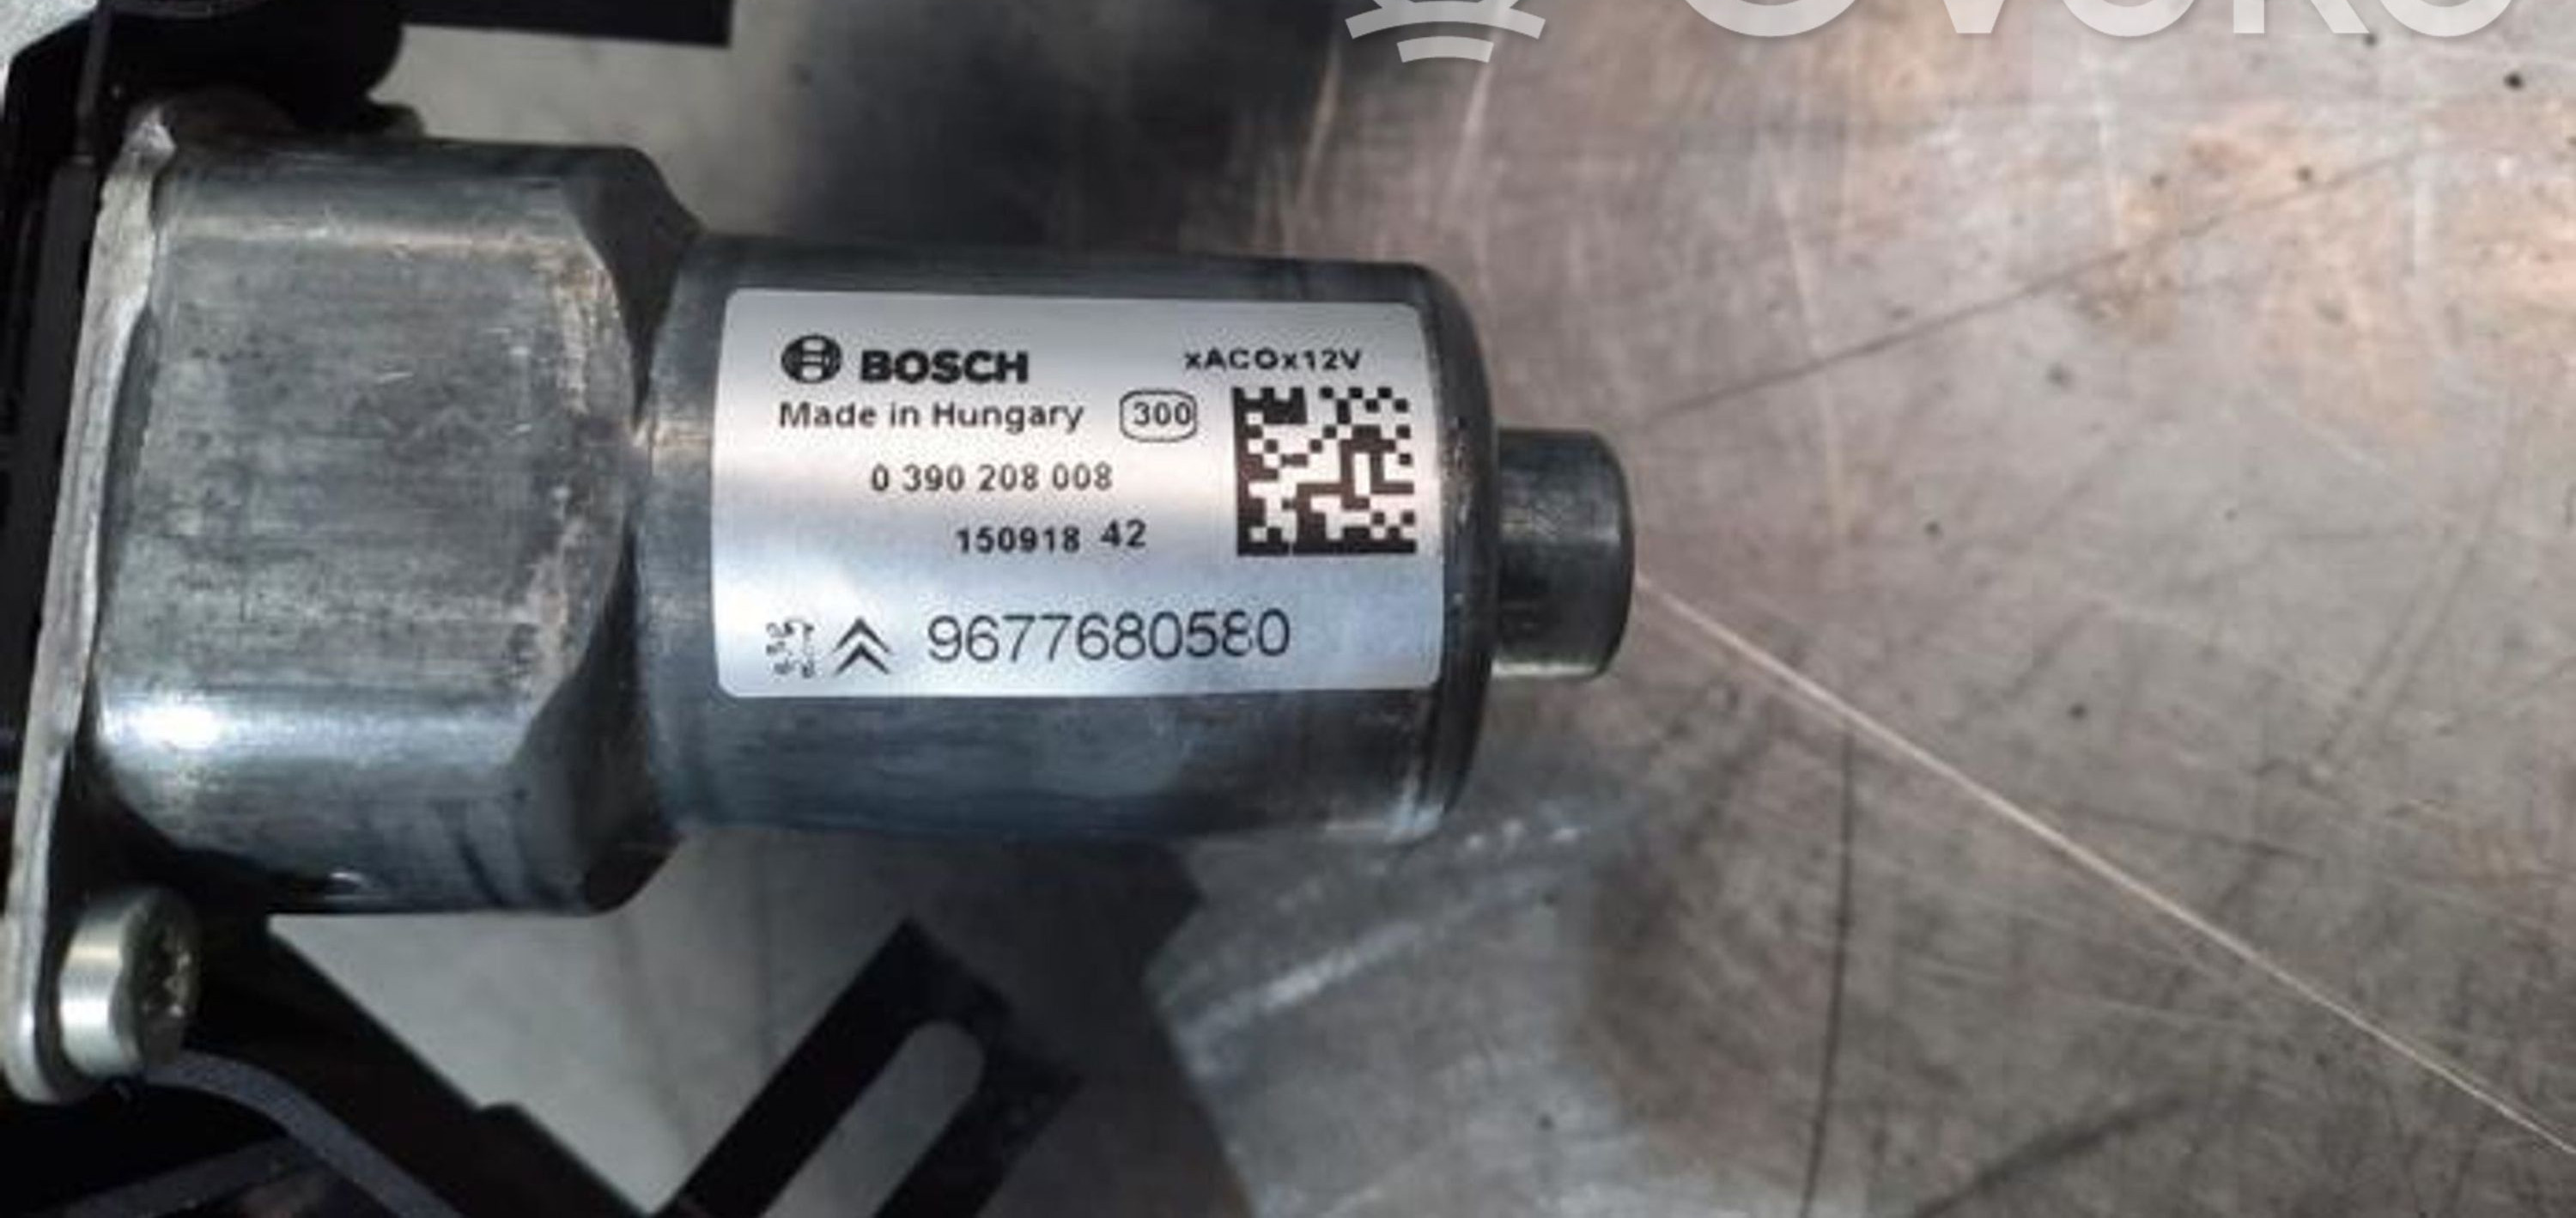 BOSCH
xACOx12V
Made in Hungary
300
0 390 208 008
150918 42
9677680580